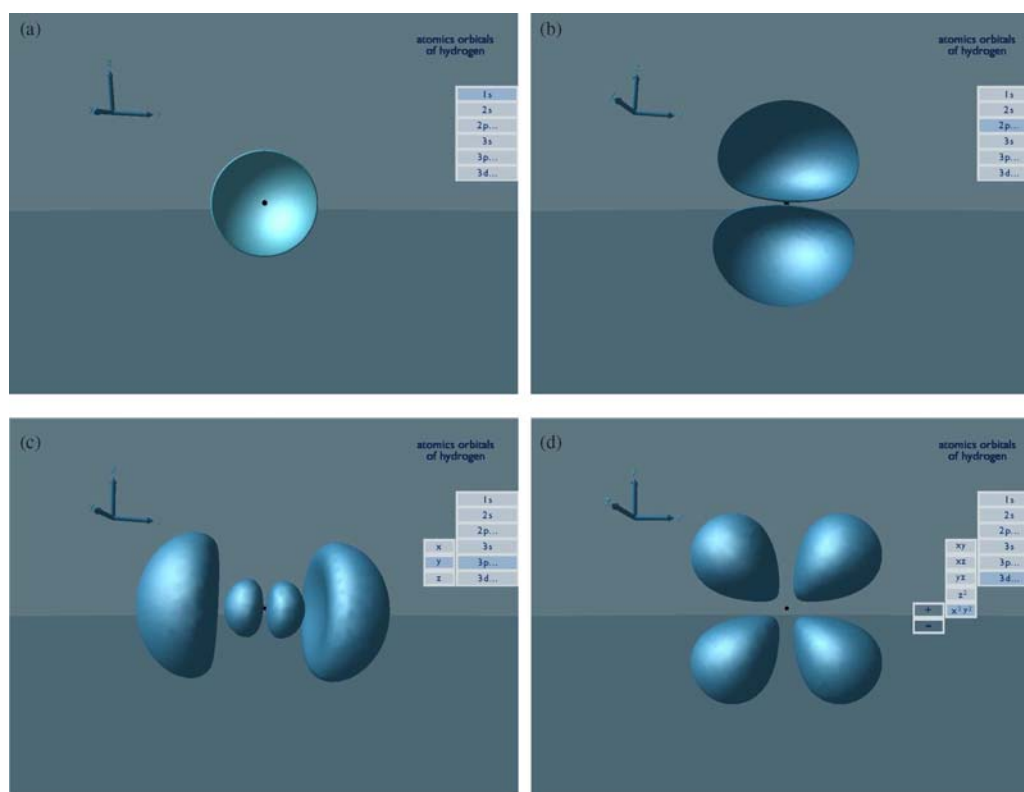 (a)
atomics orbitals
of hydrogen
1s
2s
2p...
3s
3p...
3d...
(b)
atomics orbitals
of hydrogen
1s
2s
2p...
3s
3p...
3d...
(c)
atomics orbitals
of hydrogen
1s
2s
2p...
x 3s
y 3p...
z 3d...
(d)
atomics orbitals
of hydrogen
1s
2s
2p...
xy 3s
xz 3p...
yz 3d...
z²
+ x² y²